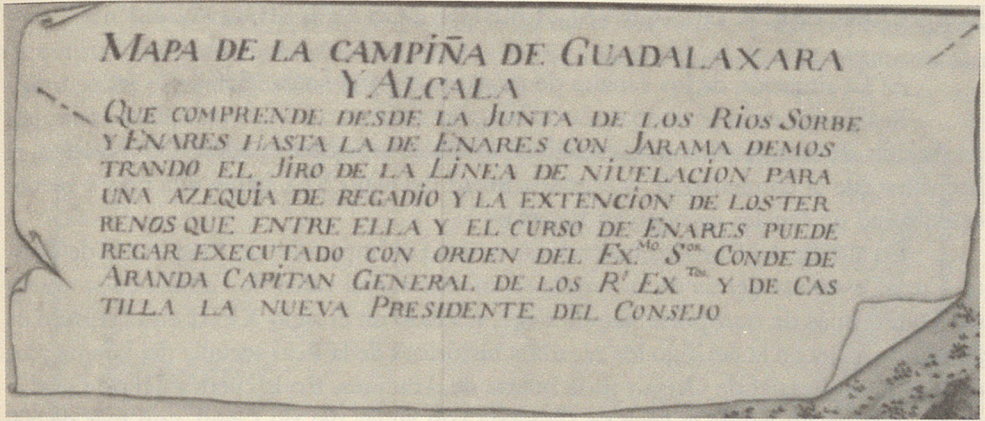 MAPA DE LA CAMPIÑA DE GUADALAXARA
Y ALCALA
QUE COMPRENDE DESDE LA JUNTA DE LOS RIOS SORBE
Y ENARES HASTA LA DE ENARES CON JARAMA DEMOS
TRANDO EL JIRO DE LA LINEA DE NIUELACION PARA
UNA AZEQUIA DE REGADIO Y LA EXTENCION DE LOS TER
RENOS QUE ENTRE ELLA Y EL CURSO DE ENARES PUEDE
REGAR EXECUTADO CON ORDEN DEL EX.MO SOR CONDE DE
ARANDA CAPITAN GENERAL DE LOS R.S EXTOS Y DE CAS
TILLA LA NUEVA PRESIDENTE DEL CONSEJO